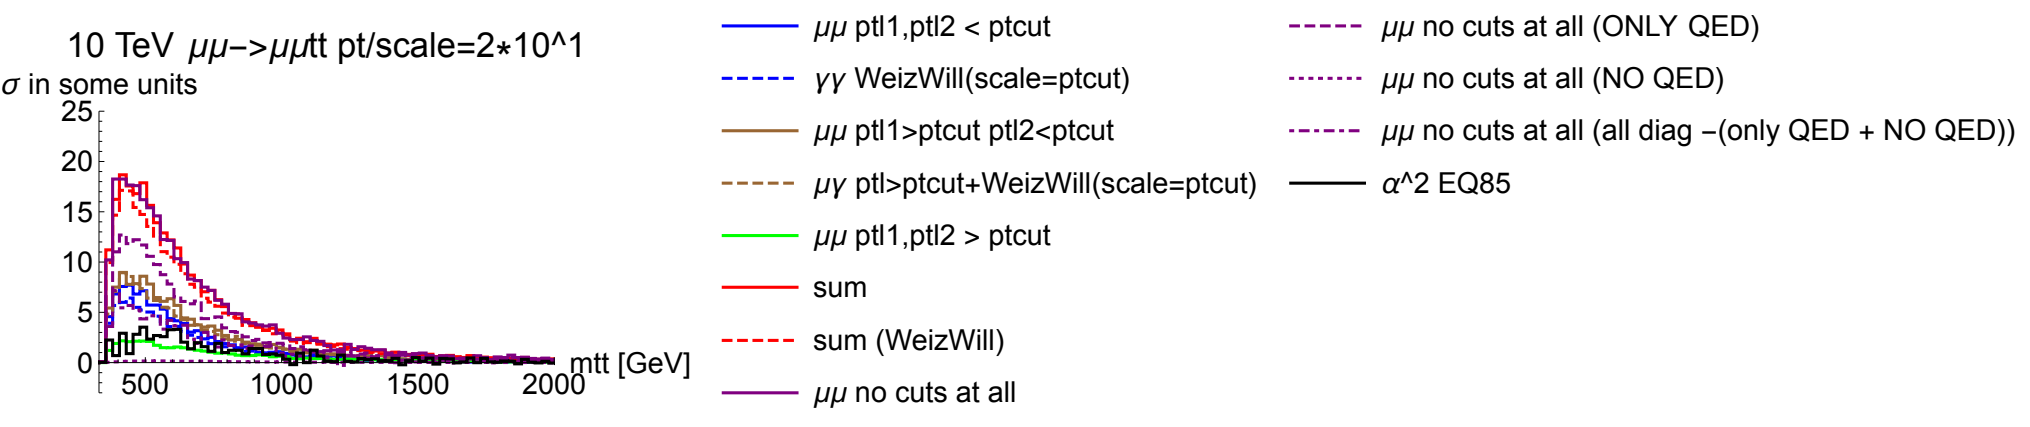 10 TeV μμ−>μμtt pt/scale=2*10^1
σ in some units
25
20
15
10
5
0
500
1000
1500
2000
mtt [GeV]
μμ ptl1,ptl2 < ptcut
γγ WeizWill(scale=ptcut)
μμ ptl1>ptcut ptl2<ptcut
μγ ptl>ptcut+WeizWill(scale=ptcut)
μμ ptl1,ptl2 > ptcut
sum
sum (WeizWill)
μμ no cuts at all
μμ no cuts at all (ONLY QED)
μμ no cuts at all (NO QED)
μμ no cuts at all (all diag −(only QED + NO QED))
α^2 EQ85